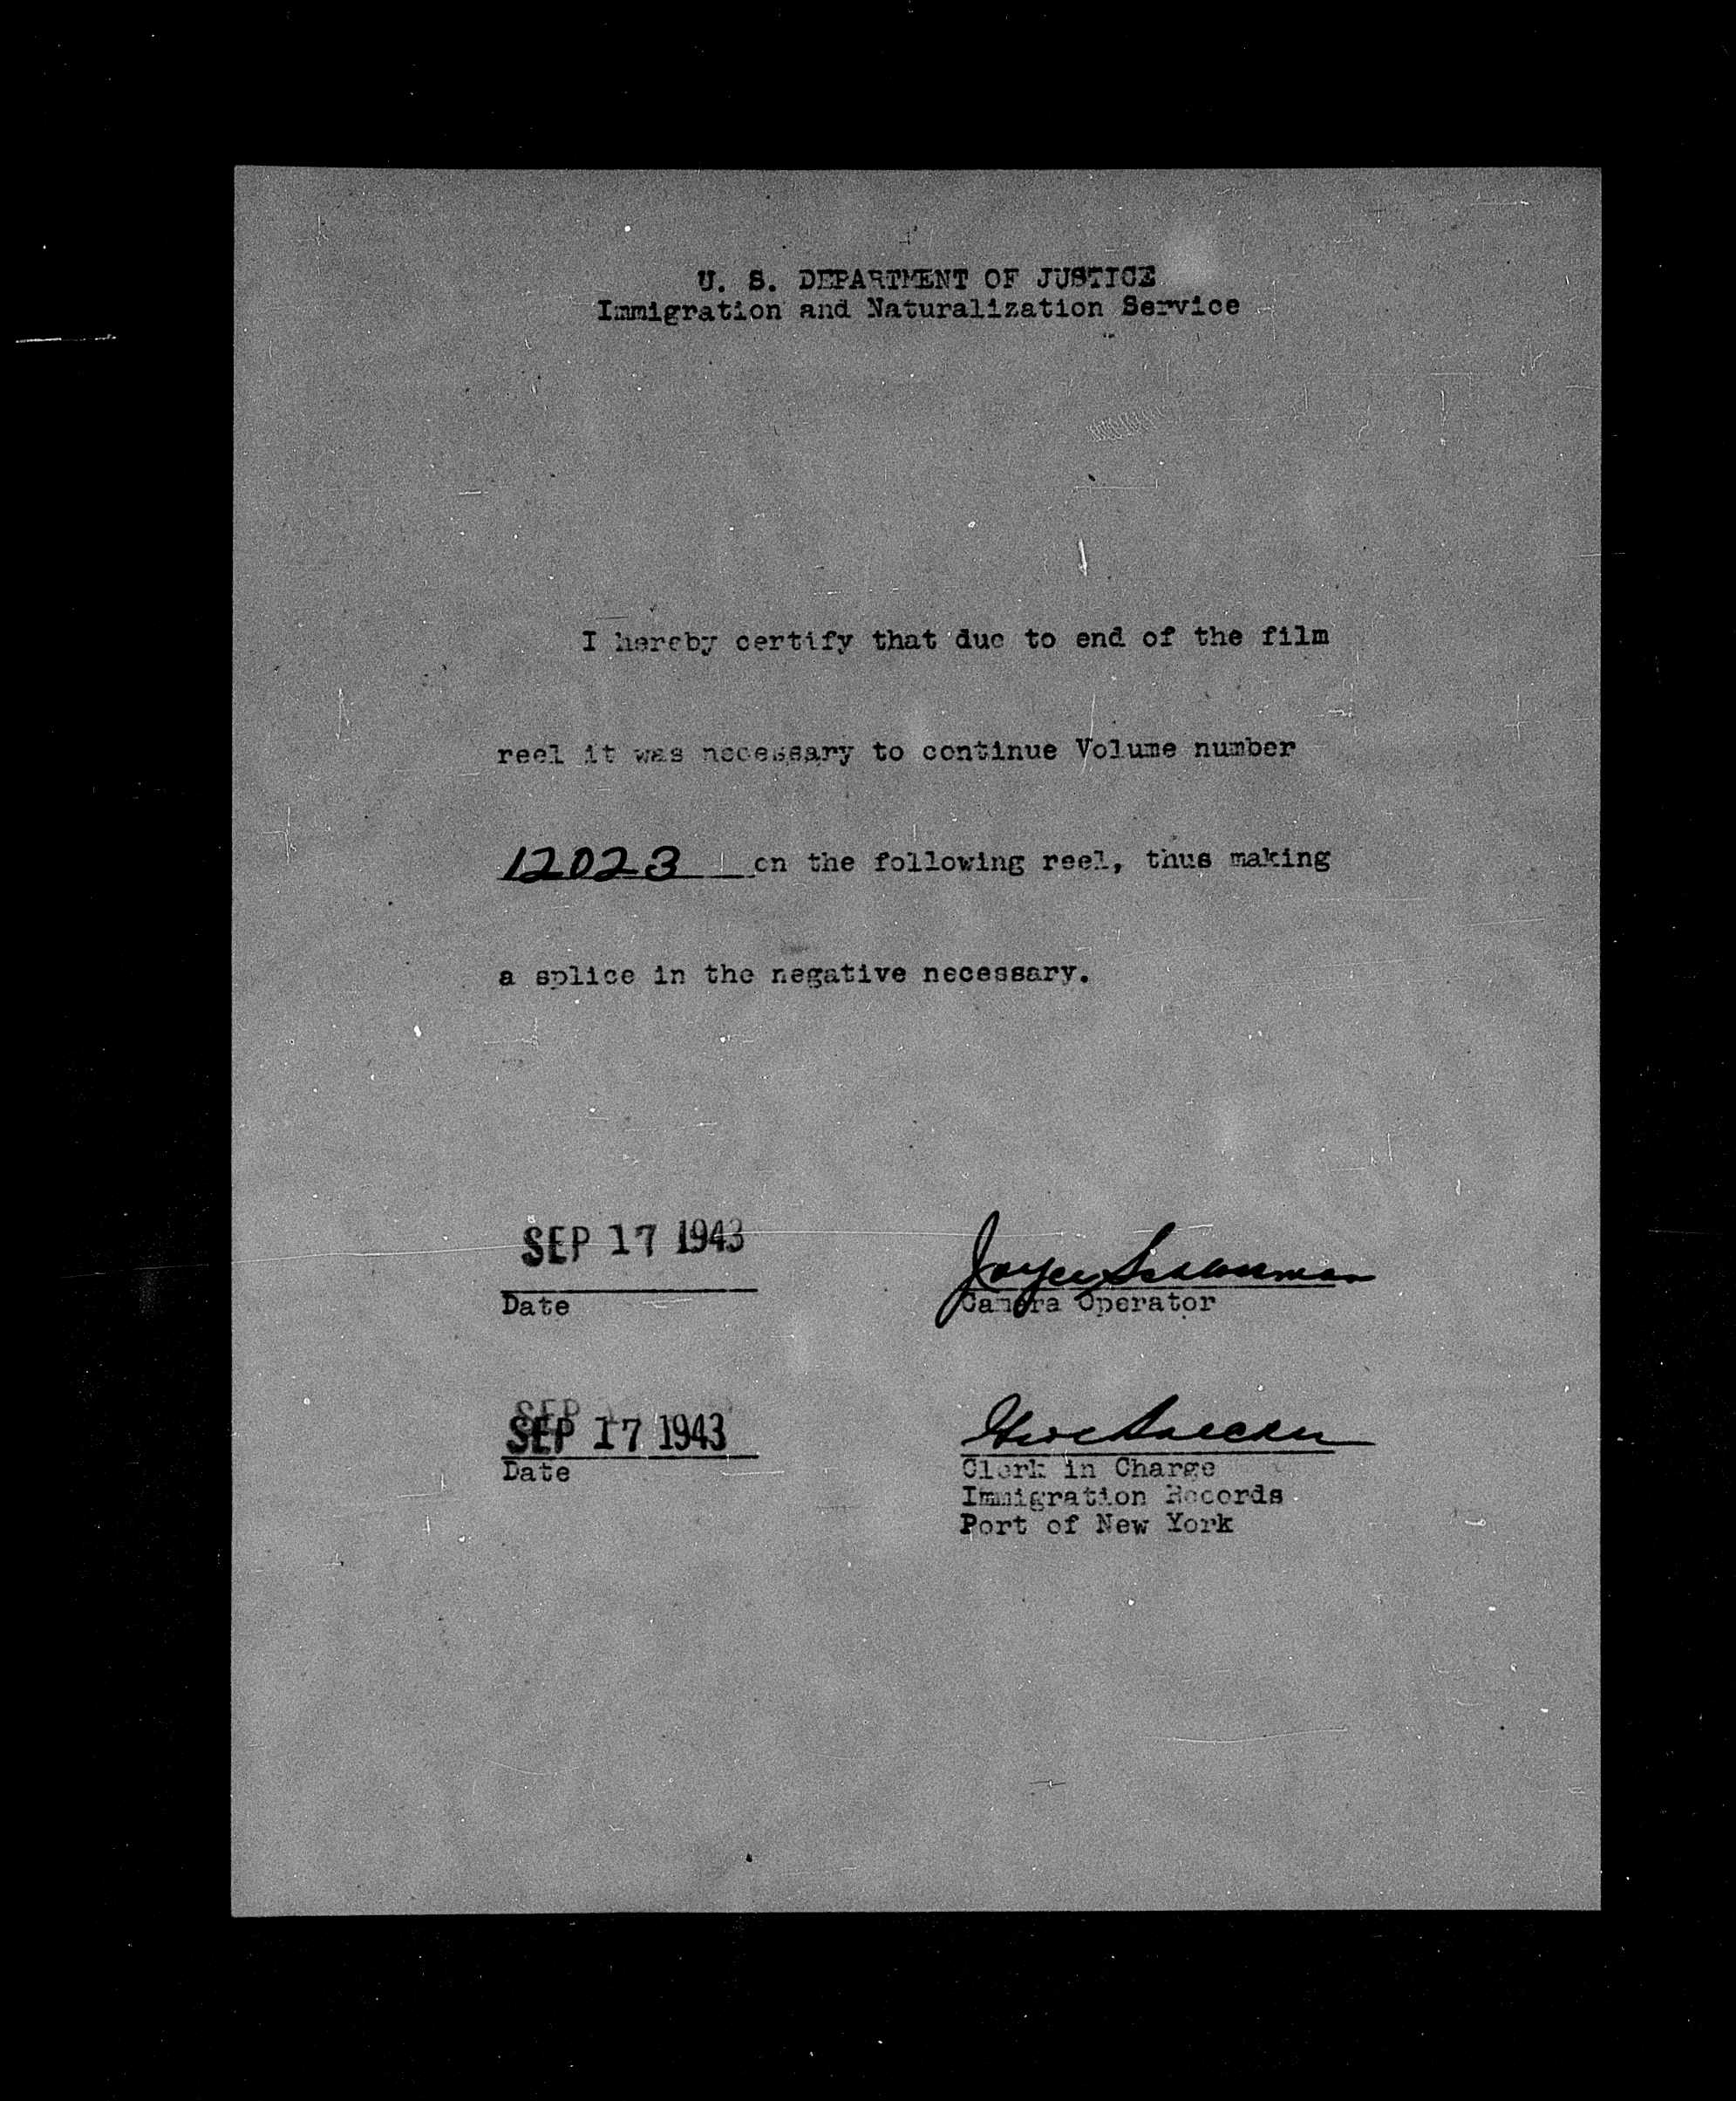 U. S. DEPARTMENT OF JUSTICE
Immigration and Naturalization Service
I hereby certify that due to end of the film
reel it was necessary to continue Volume number
12023 on the following reel, thus making
a splice in the negative necessary.
SEP 17 1943
Date
Joyce
Camera Operator
SEP
SEP 17 1943
Date
Clerk in Charge
Immigration Records
Port of New York